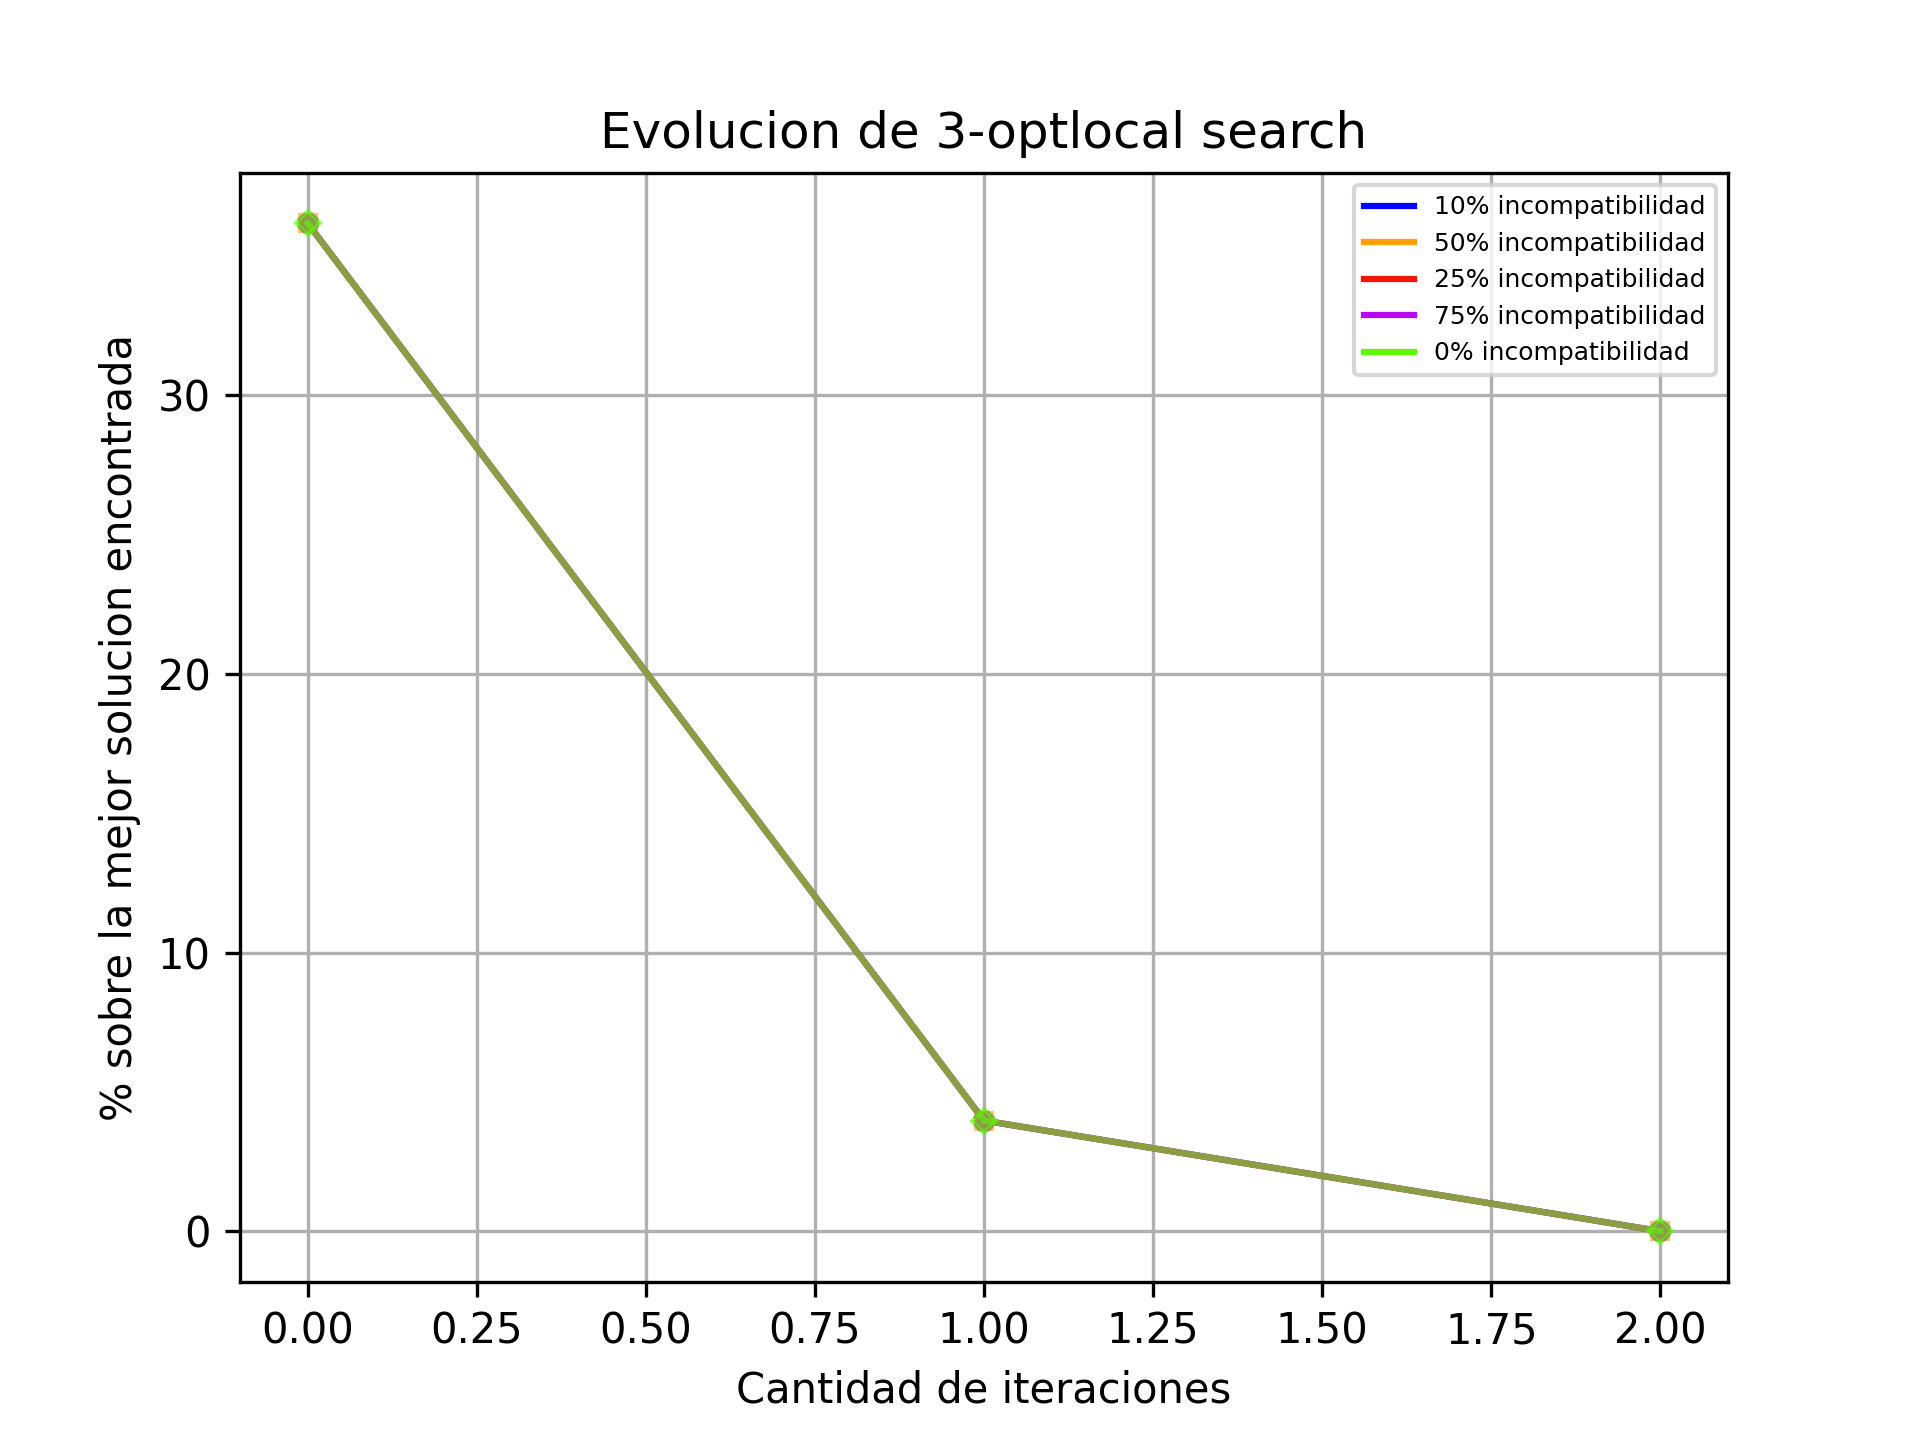 Evolucion de 3-optlocal search
10% incompatibilidad
50% incompatibilidad
25% incompatibilidad
75% incompatibilidad
0% incompatibilidad
% sobre la mejor solucion encontrada
30
20
10
0
0.00 0.25 0.50 0.75 1.00 1.25 1.50 1.75 2.00
Cantidad de iteraciones